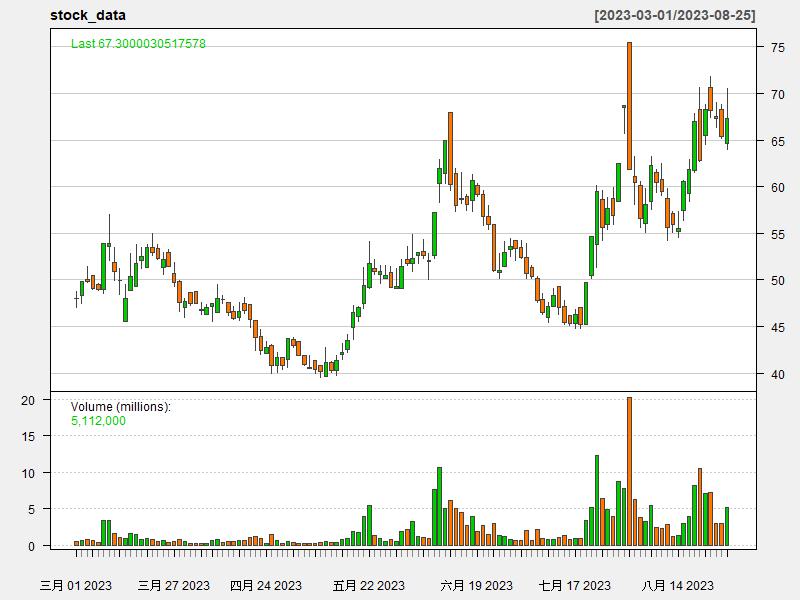 stock_data
[2023-03-01/2023-08-25]
Last 67.3000030517578
75
70
65
60
55
50
45
40
Volume (millions):
5,112,000
20
15
10
5
0
三月 01 2023
三月 27 2023
四月 24 2023
五月 22 2023
六月 19 2023
七月 17 2023
八月 14 2023